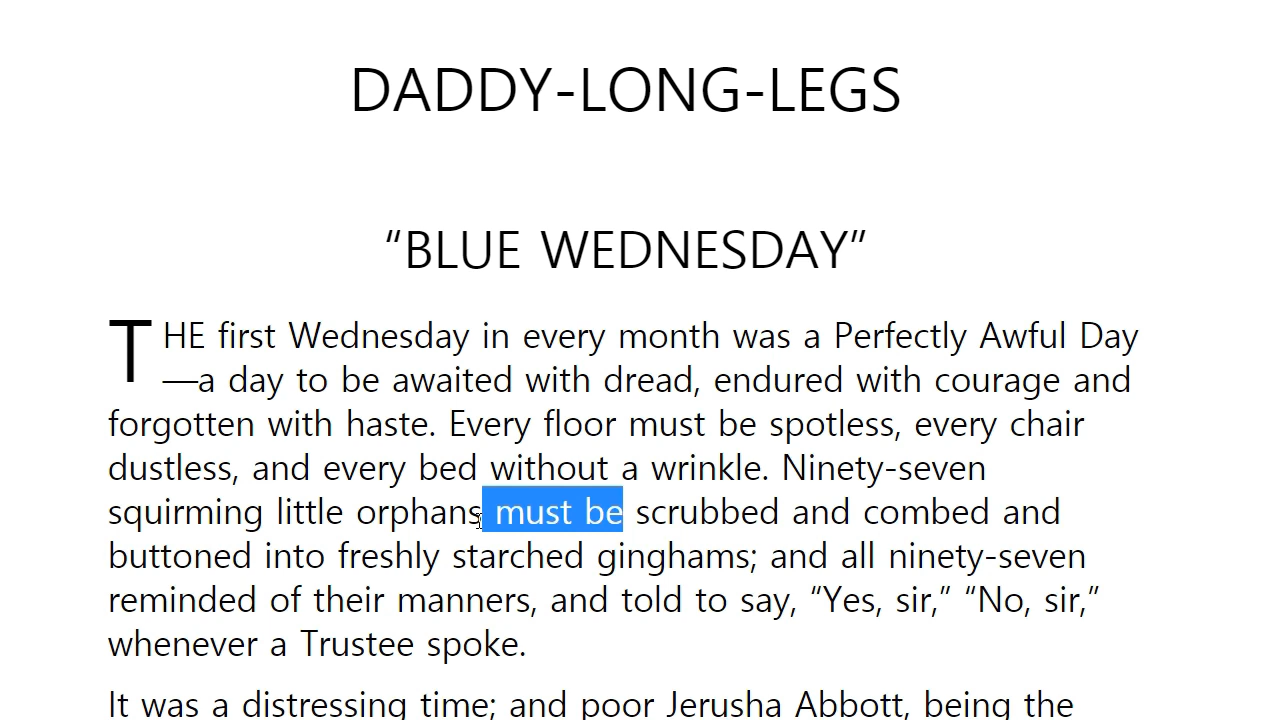 DADDY-LONG-LEGS
“BLUE WEDNESDAY”
THE first Wednesday in every month was a Perfectly Awful Day
—a day to be awaited with dread, endured with courage and
forgotten with haste. Every floor must be spotless, every chair
dustless, and every bed without a wrinkle. Ninety-seven
squirming little orphans must be scrubbed and combed and
buttoned into freshly starched ginghams; and all ninety-seven
reminded of their manners, and told to say, “Yes, sir,” “No, sir,”
whenever a Trustee spoke.
It was a distressing time; and poor Jerusha Abbott, being the